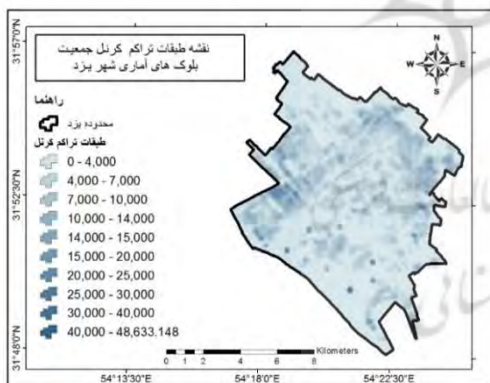 نقشه طبقات تراکم کرنل جمعیت
بلوک های آماری شهر یزد
N
W E
S
راهنما
محدوده یزد
طبقات تراکم کرنل
0 - 4,000
4,000 - 7,000
7,000 - 10,000
10,000 - 14,000
14,000 - 15,000
15,000 - 20,000
20,000 - 25,000
25,000 - 30,000
30,000 - 40,000
40,000 - 48,633.148
Kilometers
0 1 2 4 6 8
31°57'0"N
31°52'30"N
31°48'0"N
54°13'30"E 54°18'0"E 54°22'30"E